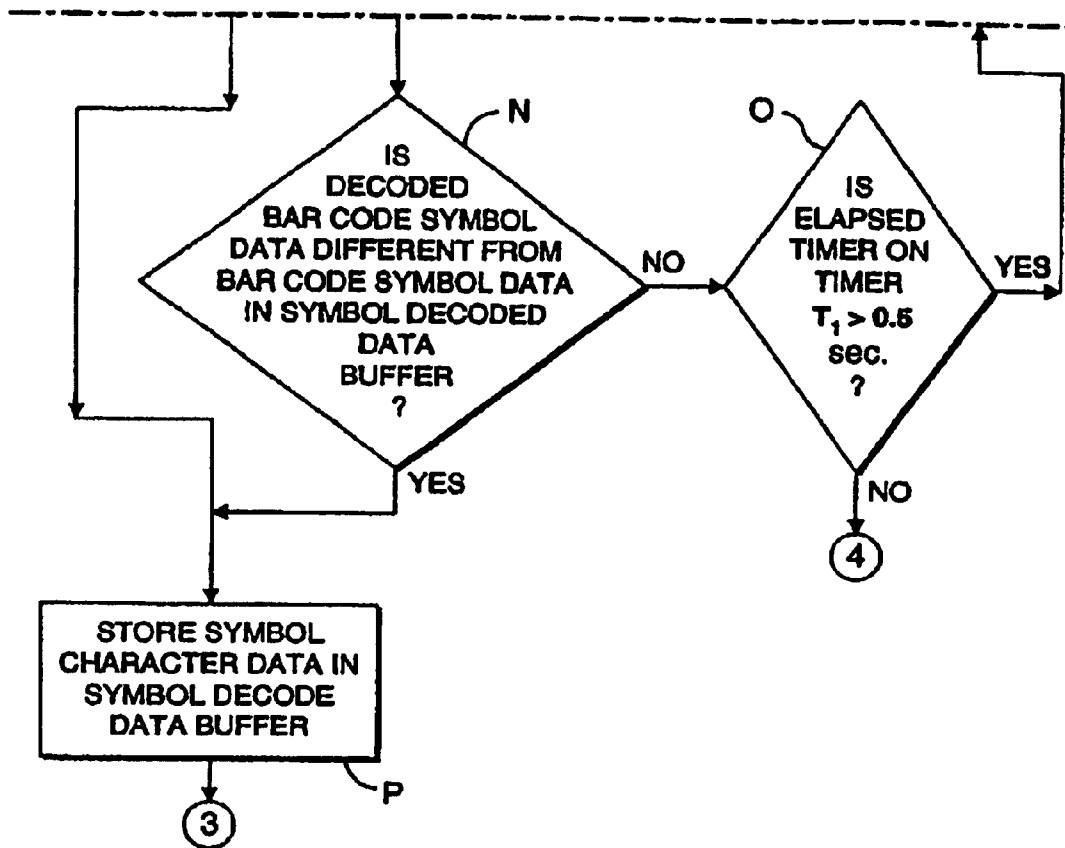 N
IS
DECODED
BAR CODE SYMBOL
DATA DIFFERENT FROM
BAR CODE SYMBOL DATA
IN SYMBOL DECODED
DATA
BUFFER
?
NO
YES
O
IS
ELAPSED
TIMER ON
TIMER
T₁ > 0.5
sec.
?
YES
NO
4
STORE SYMBOL
CHARACTER DATA IN
SYMBOL DECODE
DATA BUFFER
P
3